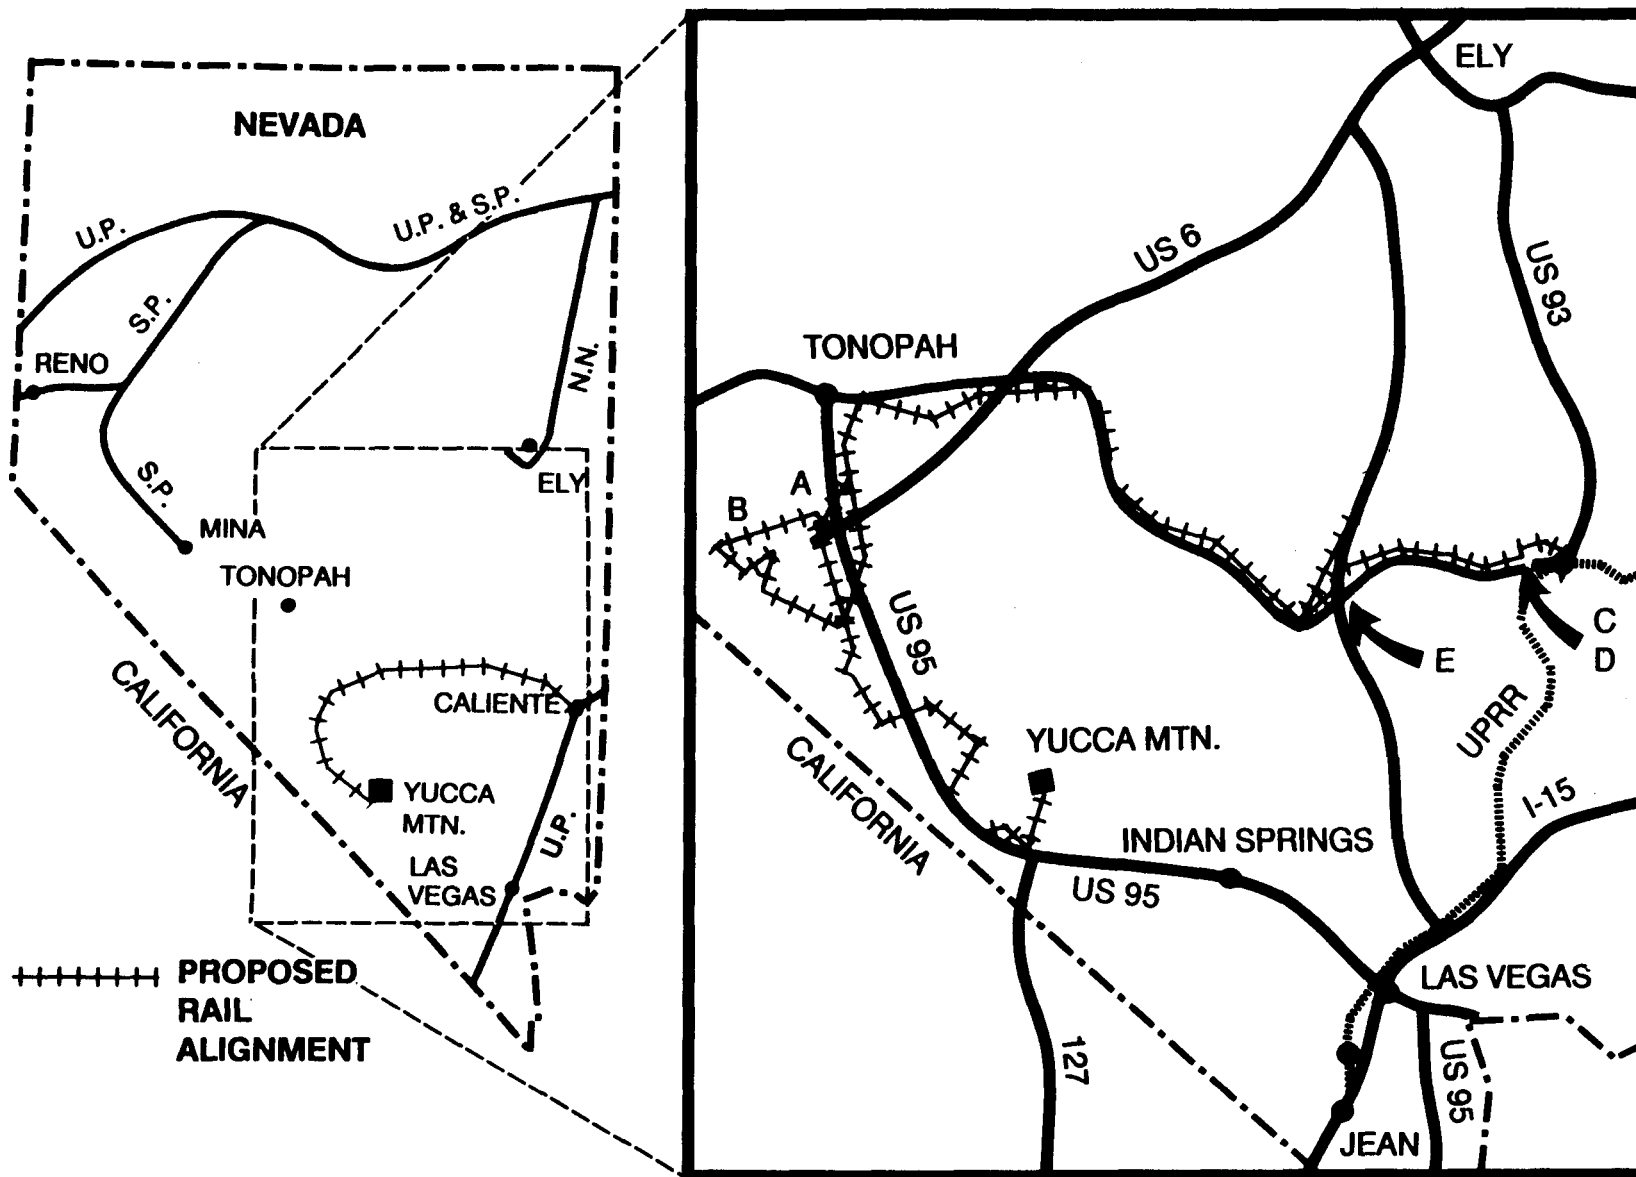 NEVADA
U.P.
U.P. & S.P.
S.P.
RENO
N.N.
S.P.
ELY
MINA
TONOPAH
CALIFORNIA
CALIENTE
YUCCA
MTN.
U.P.
LAS
VEGAS
PROPOSED
RAIL
ALIGNMENT
ELY
US 6
US 93
TONOPAH
A
B
US 95
C
D
E
UPRR
YUCCA MTN.
CALIFORNIA
I-15
INDIAN SPRINGS
US 95
LAS VEGAS
127
US 95
JEAN